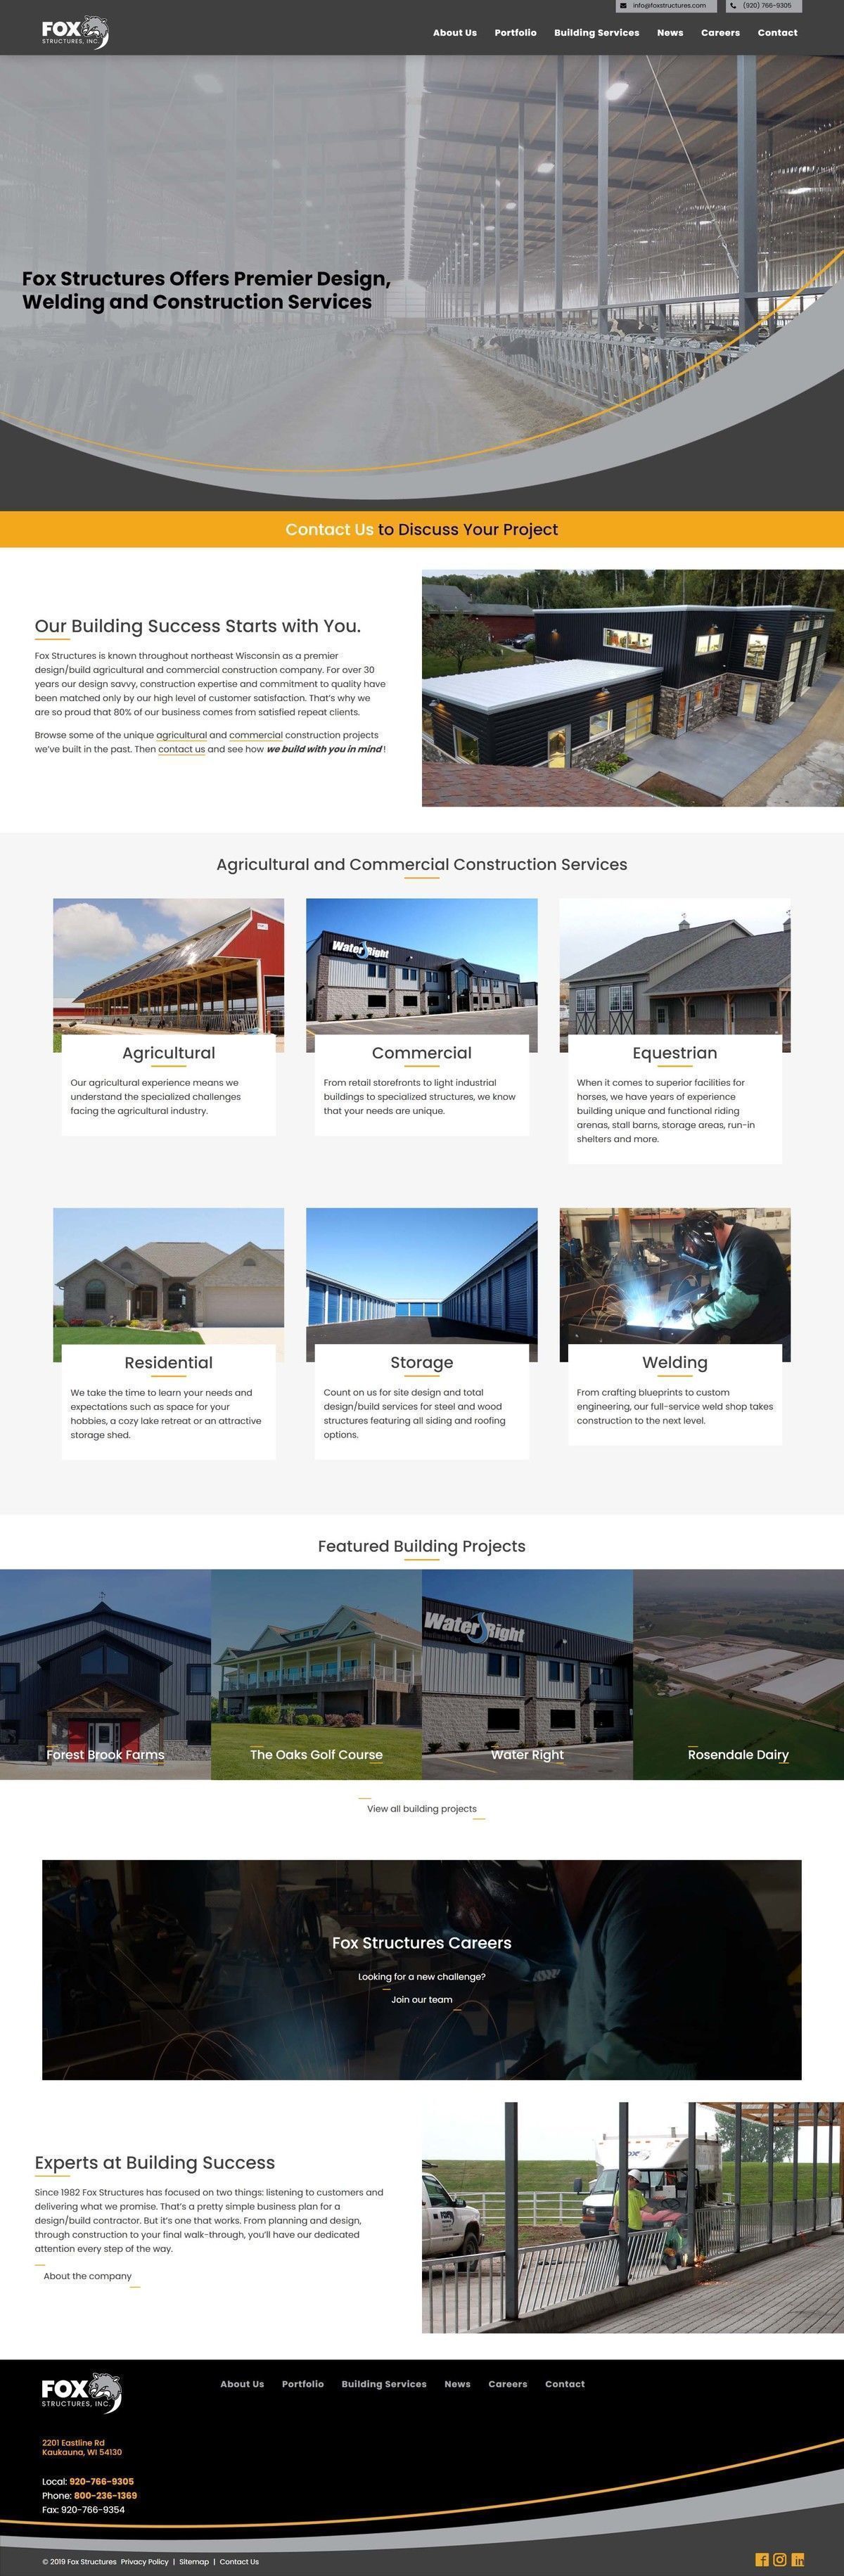 info@foxstructures.com
(920) 766-9305
FOX
STRUCTURES, INC.
About Us
Portfolio
Building Services
News
Careers
Contact
Fox Structures Offers Premier Design,
Welding and Construction Services
Contact Us to Discuss Your Project
Our Building Success Starts with You.
Fox Structures is known throughout northeast Wisconsin as a premier
design/build agricultural and commercial construction company. For over 30
years our design savvy, construction expertise and commitment to quality have
been matched only by our high level of customer satisfaction. That's why we
are so proud that 80% of our business comes from satisfied repeat clients.
Browse some of the unique agricultural and commercial construction projects
we've built in the past. Then contact us and see how we build with you in mind!
Agricultural and Commercial Construction Services
Water Right
Agricultural
Our agricultural experience means we
understand the specialized challenges
facing the agricultural industry.
Commercial
From retail storefronts to light industrial
buildings to specialized structures, we know
that your needs are unique.
Equestrian
When it comes to superior facilities for
horses, we have years of experience
building unique and functional riding
arenas, stall barns, storage areas, run-in
shelters and more.
Residential
We take the time to learn your needs and
expectations such as space for your
hobbies, a cozy lake retreat or an attractive
storage shed.
Storage
Count on us for site design and total
design/build services for steel and wood
structures featuring all siding and roofing
options.
Welding
From crafting blueprints to custom
engineering, our full-service weld shop takes
construction to the next level.
Featured Building Projects
Water Right
Forest Brook Farms
The Oaks Golf Course
Water Right
Rosendale Dairy
View all building projects
Fox Structures Careers
Looking for a new challenge?
Join our team
Experts at Building Success
Since 1982 Fox Structures has focused on two things: listening to customers and
delivering what we promise. That's a pretty simple business plan for a
design/build contractor. But it's one that works. From planning and design,
through construction to your final walk-through, you'll have our dedicated
attention every step of the way.
About the company
FOX
STRUCTURES, INC.
About Us
Portfolio
Building Services
News
Careers
Contact
2201 Eastline Rd
Kaukauna, WI 54130
Local: 920-766-9305
Phone: 800-236-1369
Fax: 920-766-9354
© 2019 Fox Structures Privacy Policy | Sitemap | Contact Us